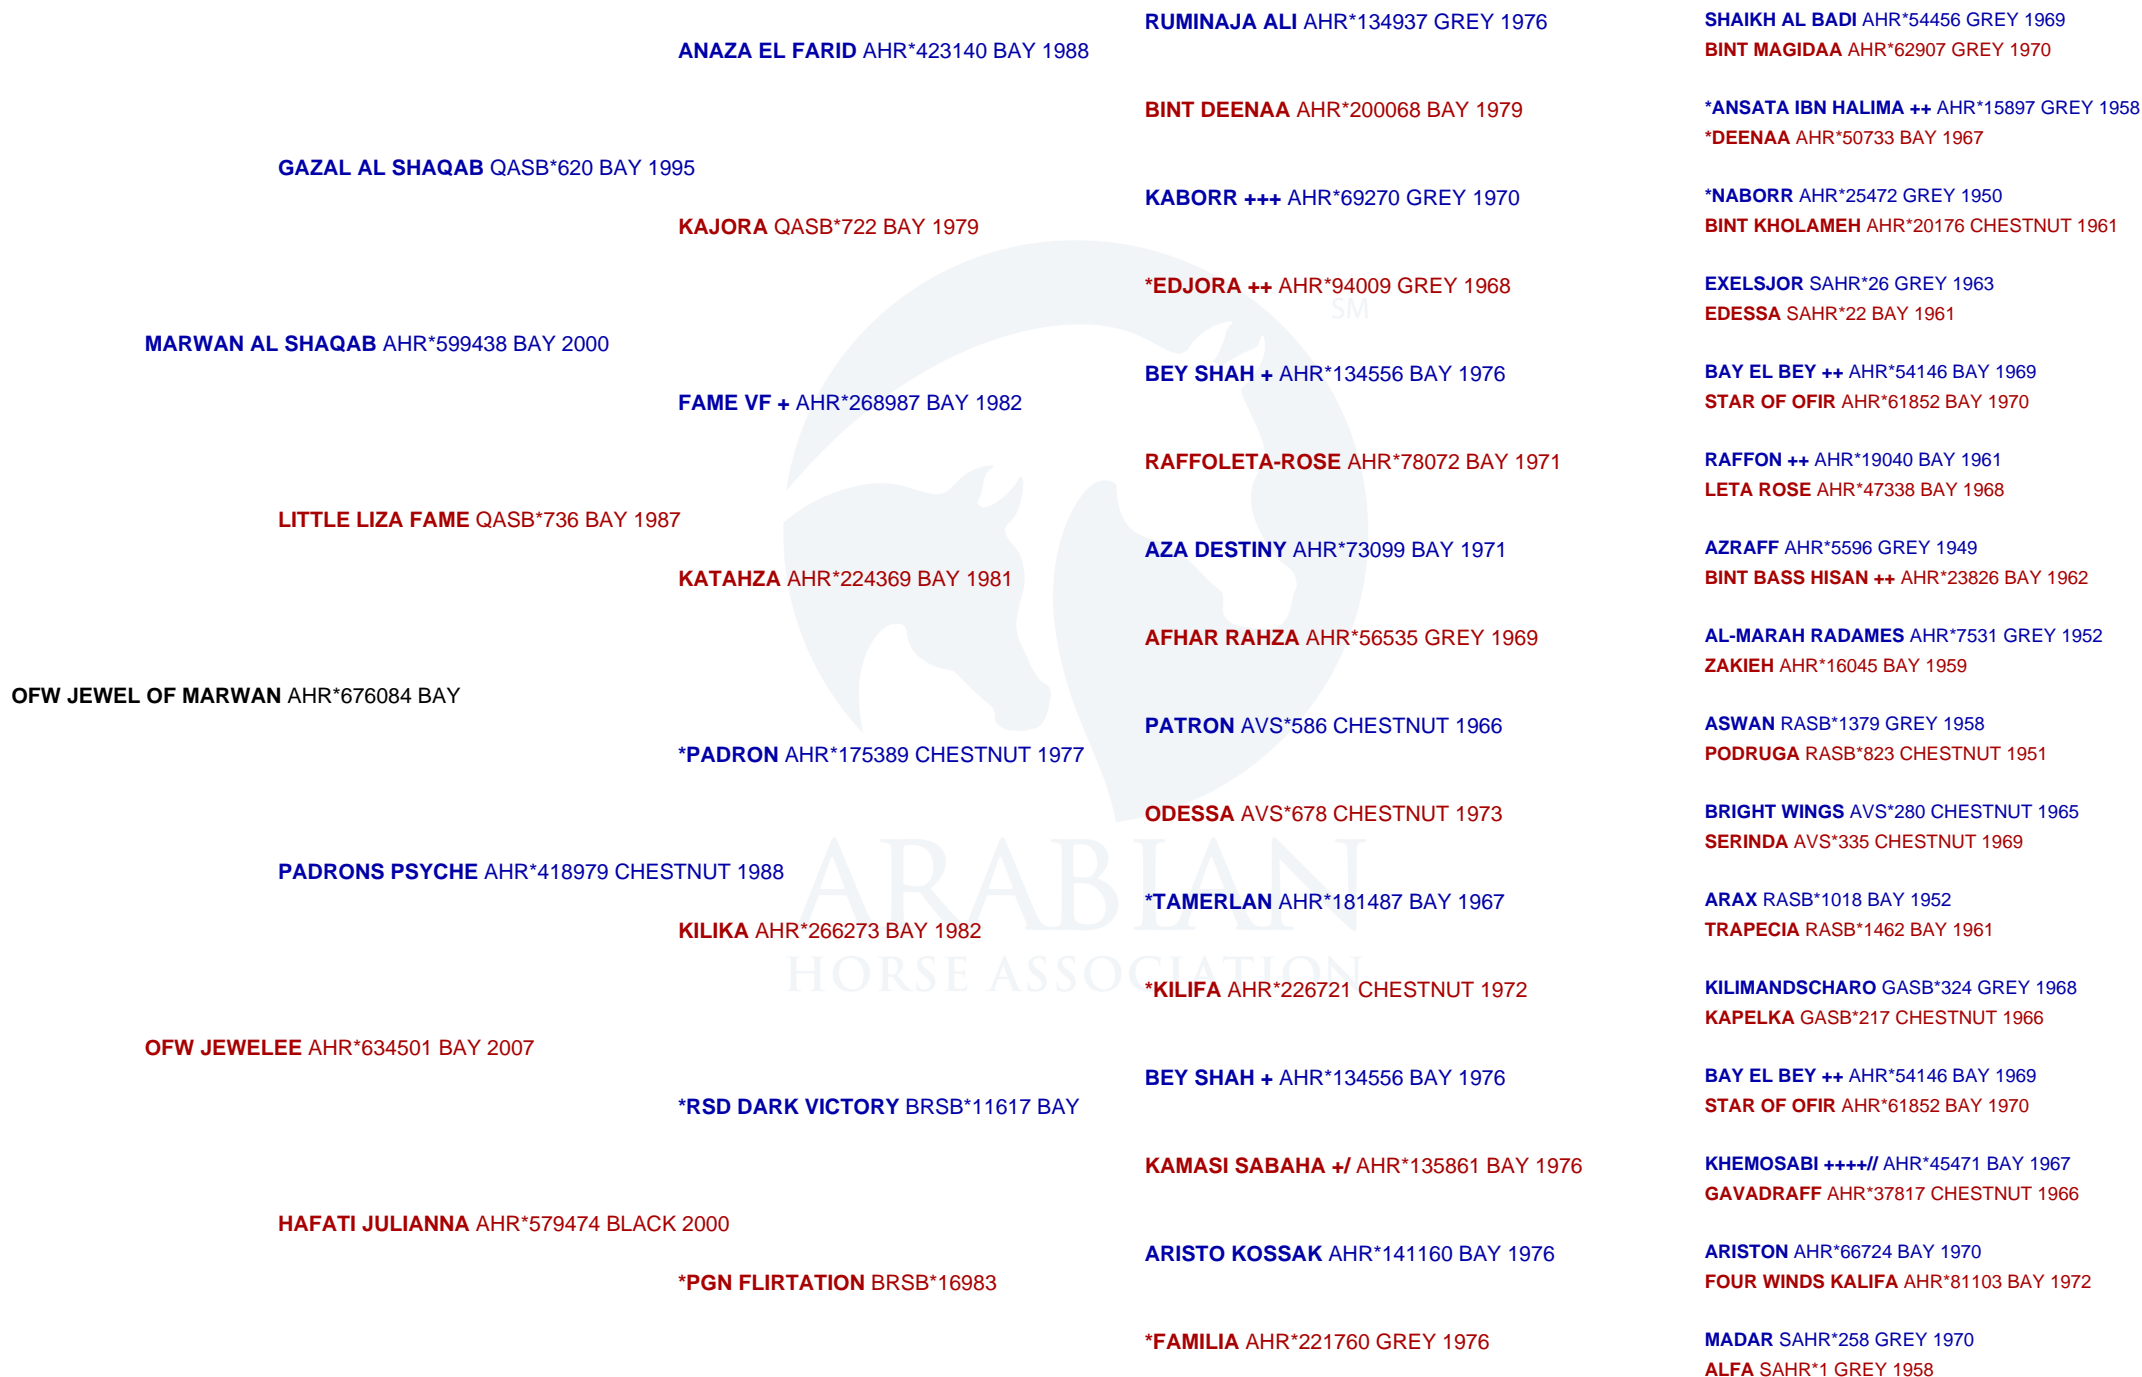 RUMINAJA ALI AHR*134937 GREY 1976
SHAIKH AL BADI AHR*54456 GREY 1969
BINT MAGIDAA AHR*62907 GREY 1970
ANAZA EL FARID AHR*423140 BAY 1988
BINT DEENAA AHR*200068 BAY 1979
*ANSATA IBN HALIMA ++ AHR*15897 GREY 1958
*DEENAA AHR*50733 BAY 1967
GAZAL AL SHAQAB QASB*620 BAY 1995
KABORR +++ AHR*69270 GREY 1970
*NABORR AHR*25472 GREY 1950
BINT KHOLAMEH AHR*20176 CHESTNUT 1961
KAJORA QASB*722 BAY 1979
*EDJORA ++ AHR*94009 GREY 1968
EXELSJOR SAHR*26 GREY 1963
EDESSA SAHR*22 BAY 1961
SM
MARWAN AL SHAQAB AHR*599438 BAY 2000
BEY SHAH + AHR*134556 BAY 1976
BAY EL BEY ++ AHR*54146 BAY 1969
STAR OF OFIR AHR*61852 BAY 1970
FAME VF + AHR*268987 BAY 1982
RAFFOLETA-ROSE AHR*78072 BAY 1971
RAFFON ++ AHR*19040 BAY 1961
LETA ROSE AHR*47338 BAY 1968
LITTLE LIZA FAME QASB*736 BAY 1987
AZA DESTINY AHR*73099 BAY 1971
AZRAFF AHR*5596 GREY 1949
BINT BASS HISAN ++ AHR*23826 BAY 1962
KATAHZA AHR*224369 BAY 1981
AFHAR RAHZA AHR*56535 GREY 1969
AL-MARAH RADAMES AHR*7531 GREY 1952
ZAKIEH AHR*16045 BAY 1959
OFW JEWEL OF MARWAN AHR*676084 BAY
PATRON AVS*586 CHESTNUT 1966
ASWAN RASB*1379 GREY 1958
PODRUGA RASB*823 CHESTNUT 1951
*PADRON AHR*175389 CHESTNUT 1977
ODESSA AVS*678 CHESTNUT 1973
BRIGHT WINGS AVS*280 CHESTNUT 1965
SERINDA AVS*335 CHESTNUT 1969
PADRONS PSYCHE AHR*418979 CHESTNUT 1988
ARABIAN
*TAMERLAN AHR*181487 BAY 1967
ARAX RASB*1018 BAY 1952
TRAPECIA RASB*1462 BAY 1961
KILIKA AHR*266273 BAY 1982
HORSE ASSOCIATION
*KILIFA AHR*226721 CHESTNUT 1972
KILIMANDSCHARO GASB*324 GREY 1968
KAPELKA GASB*217 CHESTNUT 1966
OFW JEWELEE AHR*634501 BAY 2007
BEY SHAH + AHR*134556 BAY 1976
BAY EL BEY ++ AHR*54146 BAY 1969
STAR OF OFIR AHR*61852 BAY 1970
*RSD DARK VICTORY BRSB*11617 BAY
KAMASI SABAHA +/ AHR*135861 BAY 1976
KHEMOSABI ++++// AHR*45471 BAY 1967
GAVADRAFF AHR*37817 CHESTNUT 1966
HAFATI JULIANNA AHR*579474 BLACK 2000
ARISTO KOSSAK AHR*141160 BAY 1976
ARISTON AHR*66724 BAY 1970
FOUR WINDS KALIFA AHR*81103 BAY 1972
*PGN FLIRTATION BRSB*16983
*FAMILIA AHR*221760 GREY 1976
MADAR SAHR*258 GREY 1970
ALFA SAHR*1 GREY 1958